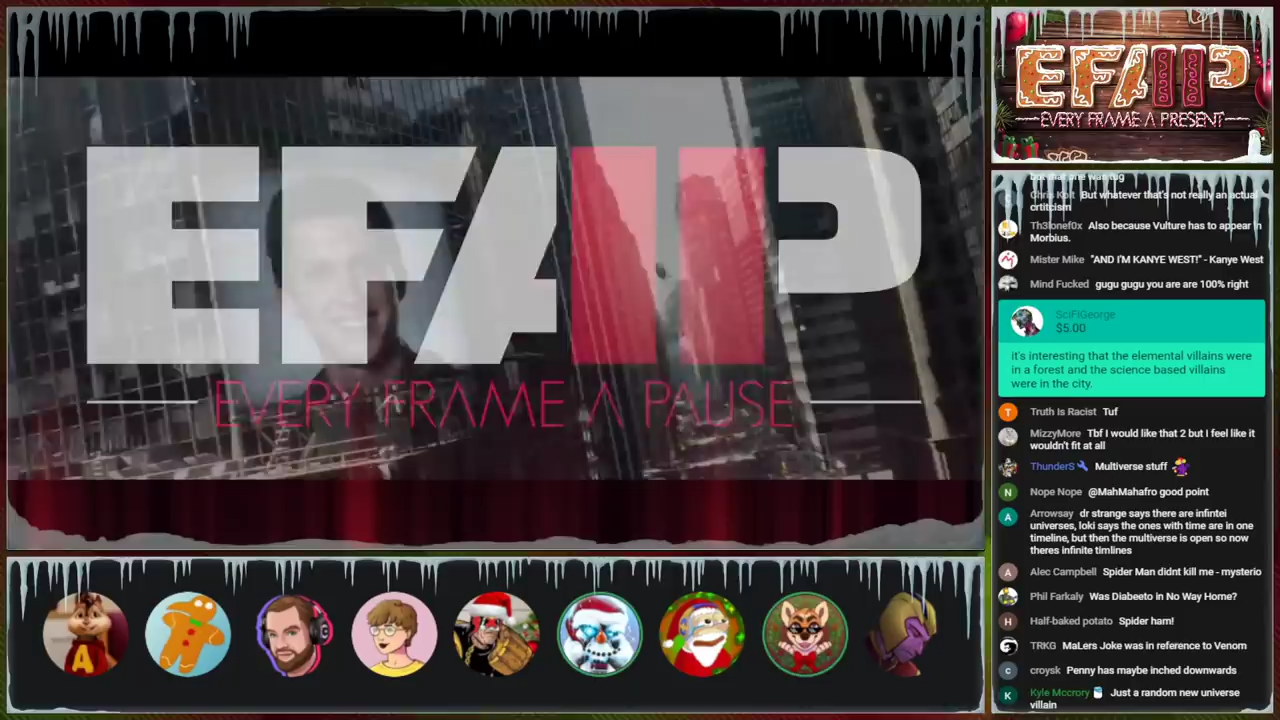 EFAP
EVERY FRAME A PAUSE
EFAP
EVERY FRAME A PRESENT
but that one was tug
Chris Kolt But whatever that's not really an actual
crtitcism
Th3lonef0x Also because Vulture has to appear in
Morbius.
Mister Mike "AND I'M KANYE WEST!" - Kanye West
Mind Fucked gugu gugu you are are 100% right
SciFiGeorge
$5.00
it's interesting that the elemental villains were
in a forest and the science based villains
were in the city.
Truth Is Racist Tuf
MizzyMore Tbf I would like that 2 but I feel like it
wouldn't fit at all
ThunderS Multiverse stuff
Nope Nope @MahMahafro good point
Arrowsay dr strange says there are infintei
universes, loki says the ones with time are in one
timeline, but then the multiverse is open so now
theres infinite timlines
Alec Campbell Spider Man didnt kill me - mysterio
Phil Farkaly Was Diabeeto in No Way Home?
Half-baked potato Spider ham!
TRKG MaLers Joke was in reference to Venom
croysk Penny has maybe inched downwards
Kyle Mccrory Just a random new universe
villain